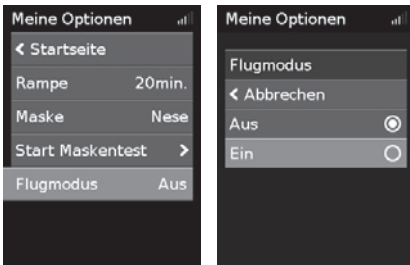 Meine Optionen
Startseite
Rampe 20min.
Maske Nese
Start Maskentest
Flugmodus Aus
Meine Optionen
Flugmodus
Abbrechen
Aus
Ein